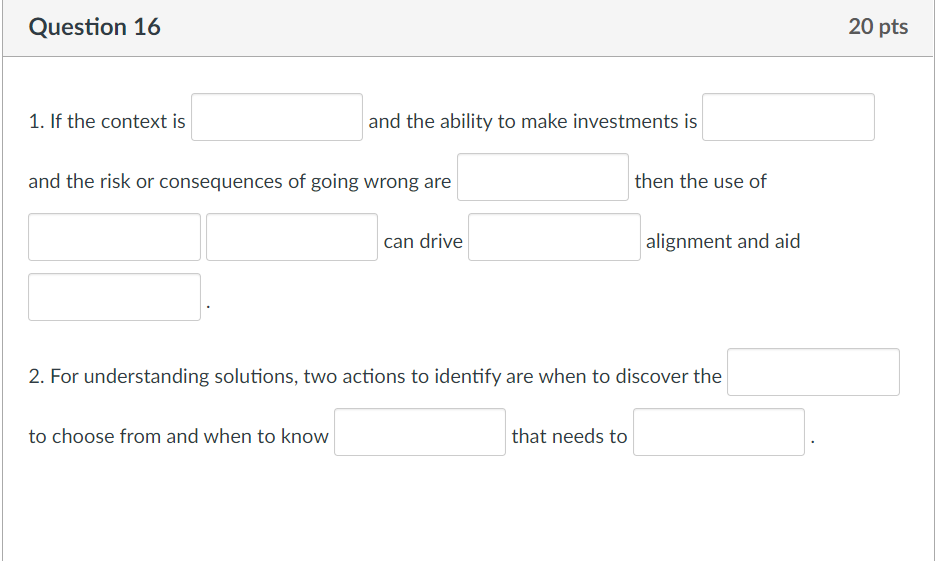 Question 16 20 pts
1. If the context is and the ability to make investments is
and the risk or consequences of going wrong are then the use of
can drive alignment and aid
.
2. For understanding solutions, two actions to identify are when to discover the
to choose from and when to know that needs to .